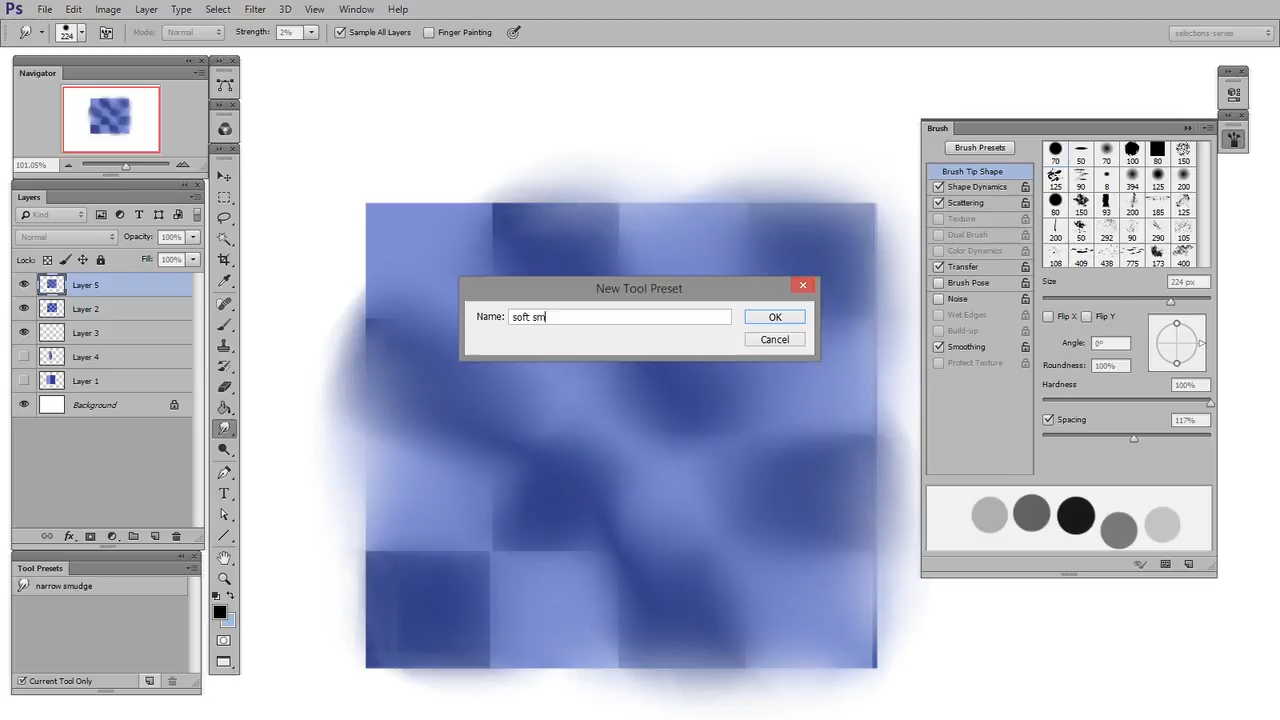 Ps File Edit Image Layer Type Select Filter 3D View Window Help
224 Mode: Normal Strength: 2% Sample All Layers Finger Painting selections-series
Navigator
101.05%
Layers
Kind
Normal Opacity: 100%
Lock: Fill: 100%
Layer 5
Layer 2
Layer 3
Layer 4
Layer 1
Background
fx
Tool Presets
narrow smudge
Current Tool Only
New Tool Preset
Name: soft sm OK
Cancel
Brush
Brush Presets
Brush Tip Shape
Shape Dynamics
Scattering
Texture
Dual Brush
Color Dynamics
Transfer
Brush Pose
Noise
Wet Edges
Build-up
Smoothing
Protect Texture
70 50 70 100 80 150
125 90 8 394 125 200
80 150 93 200 185 125
200 50 292 90 290 105
108 409 438 775 173 400
Size 224 px
Flip X Flip Y
Angle: 0°
Roundness: 100%
Hardness 100%
Spacing 117%